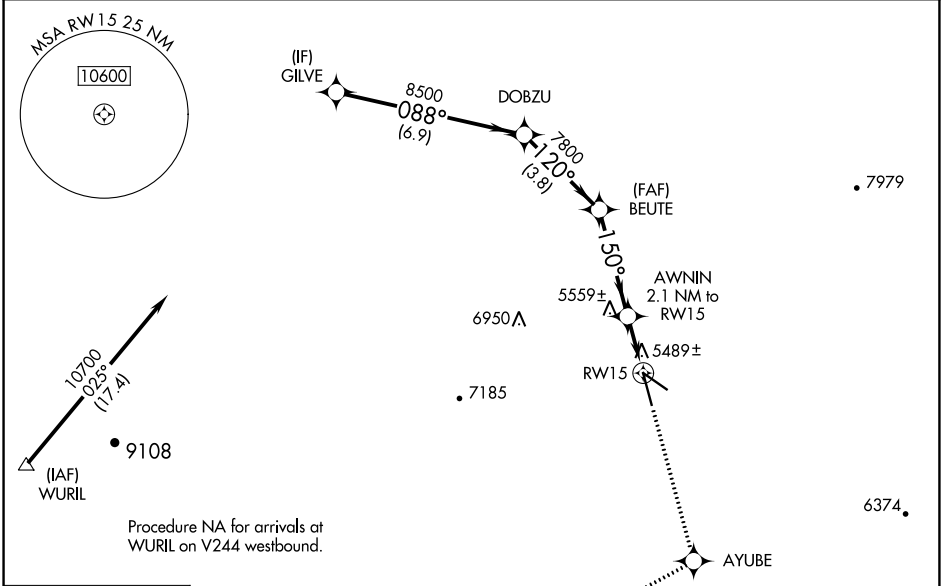 MSA RW15 25 NM
10600
(IF)
GILVE
8500
088°
(6.9)
DOBZU
7800
120°
(3.8)
(FAF)
BEUTE
7979
150°
AWNIN
2.1 NM to
RW15
5559±
6950
5489±
RW15
7185
10700
025°
(17.4)
9108
(IAF)
WURIL
6374
Procedure NA for arrivals at
WURIL on V244 westbound.
AYUBE